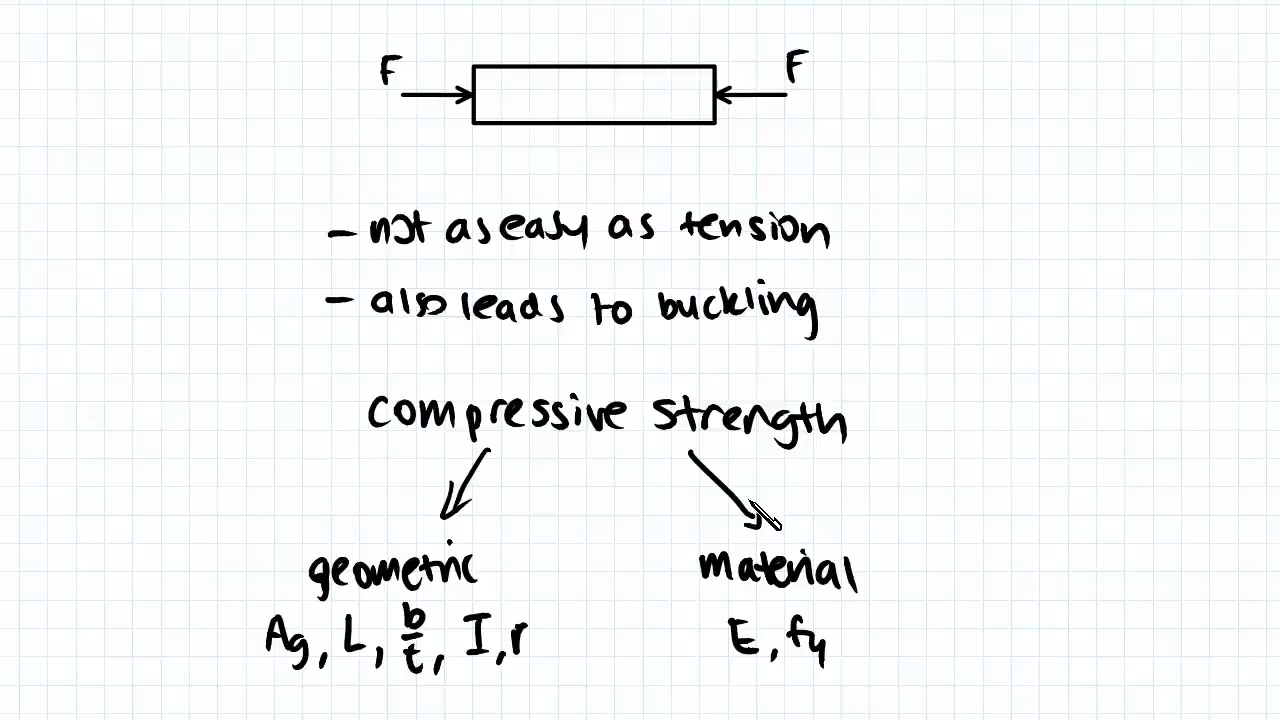 F F
- not as easy as tension
- also leads to buckling
compressive strength
geometric material
Ag, L, b/t, I, r E, fy